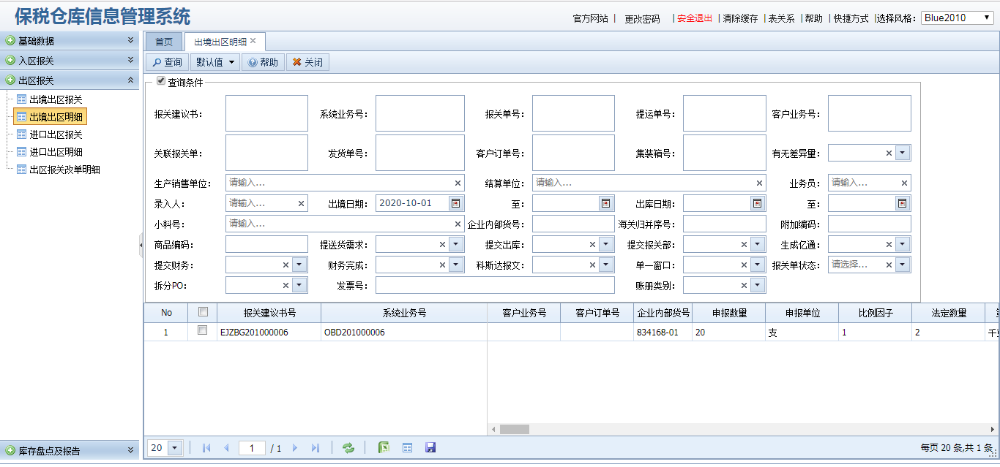 保税仓库信息管理系统
官方网站 | 更改密码 | 安全退出 | 清除缓存 | 表关系 | 帮助 | 快捷方式 | 选择风格: Blue2010
基础数据
入区报关
出区报关
出境出区报关
出境出区明细
进口出区报关
进口出区明细
出区报关改单明细
库存盘点及报告
首页 出境出区明细
查询 默认值 帮助 关闭
查询条件
报关建议书: 系统业务号: 报关单号: 提运单号: 客户业务号:
关联报关单: 发货单号: 客户订单号: 集装箱号: 有无差异量:
生产销售单位: 请输入... 结算单位: 请输入... 业务员: 请输入...
录入人: 请输入... 出境日期: 2020-10-01 至: 出库日期: 至:
小料号: 请输入... 企业内部货号: 海关归并序号: 附加编码:
商品编码: 提送货需求: 提交出库: 提交报关部: 生成亿通:
提交财务: 财务完成: 科斯达报文: 单一窗口: 报关单状态: 请选择...
拆分PO: 发票号: 账册类别:
No 报关建议书号 系统业务号 客户业务号 客户订单号 企业内部货号 申报数量 申报单位 比例因子 法定数量
1 EJZBG201000006 OBD201000006 834168-01 20 支 1 2 千
20 1 / 1 每页 20 条,共 1 条